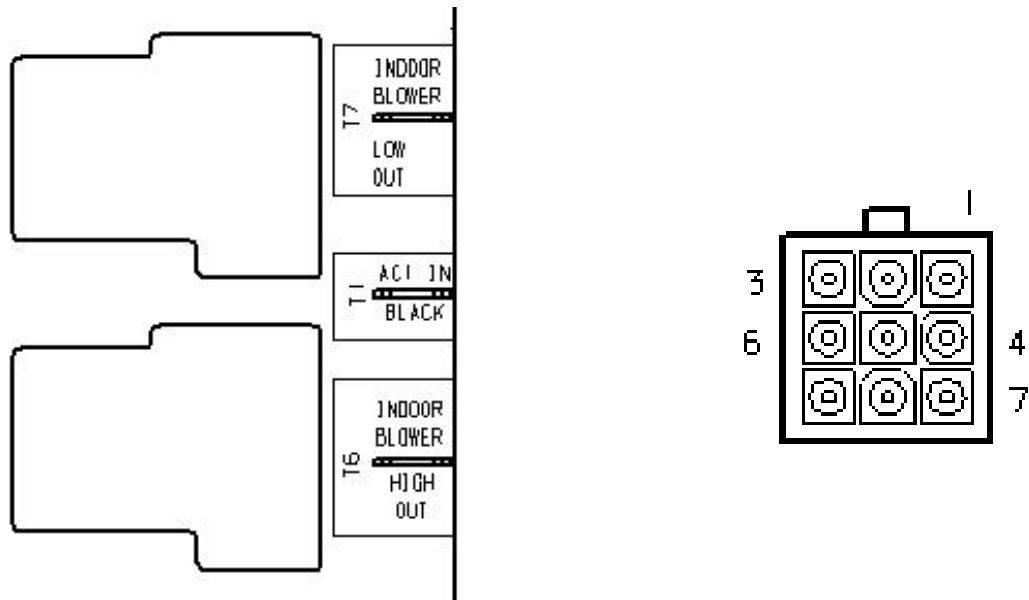 INDOOR
BLOWER
T7
LOW
OUT
AC1 IN
T1
BLACK
INDOOR
BLOWER
T6
HIGH
OUT
1
3
6
4
7